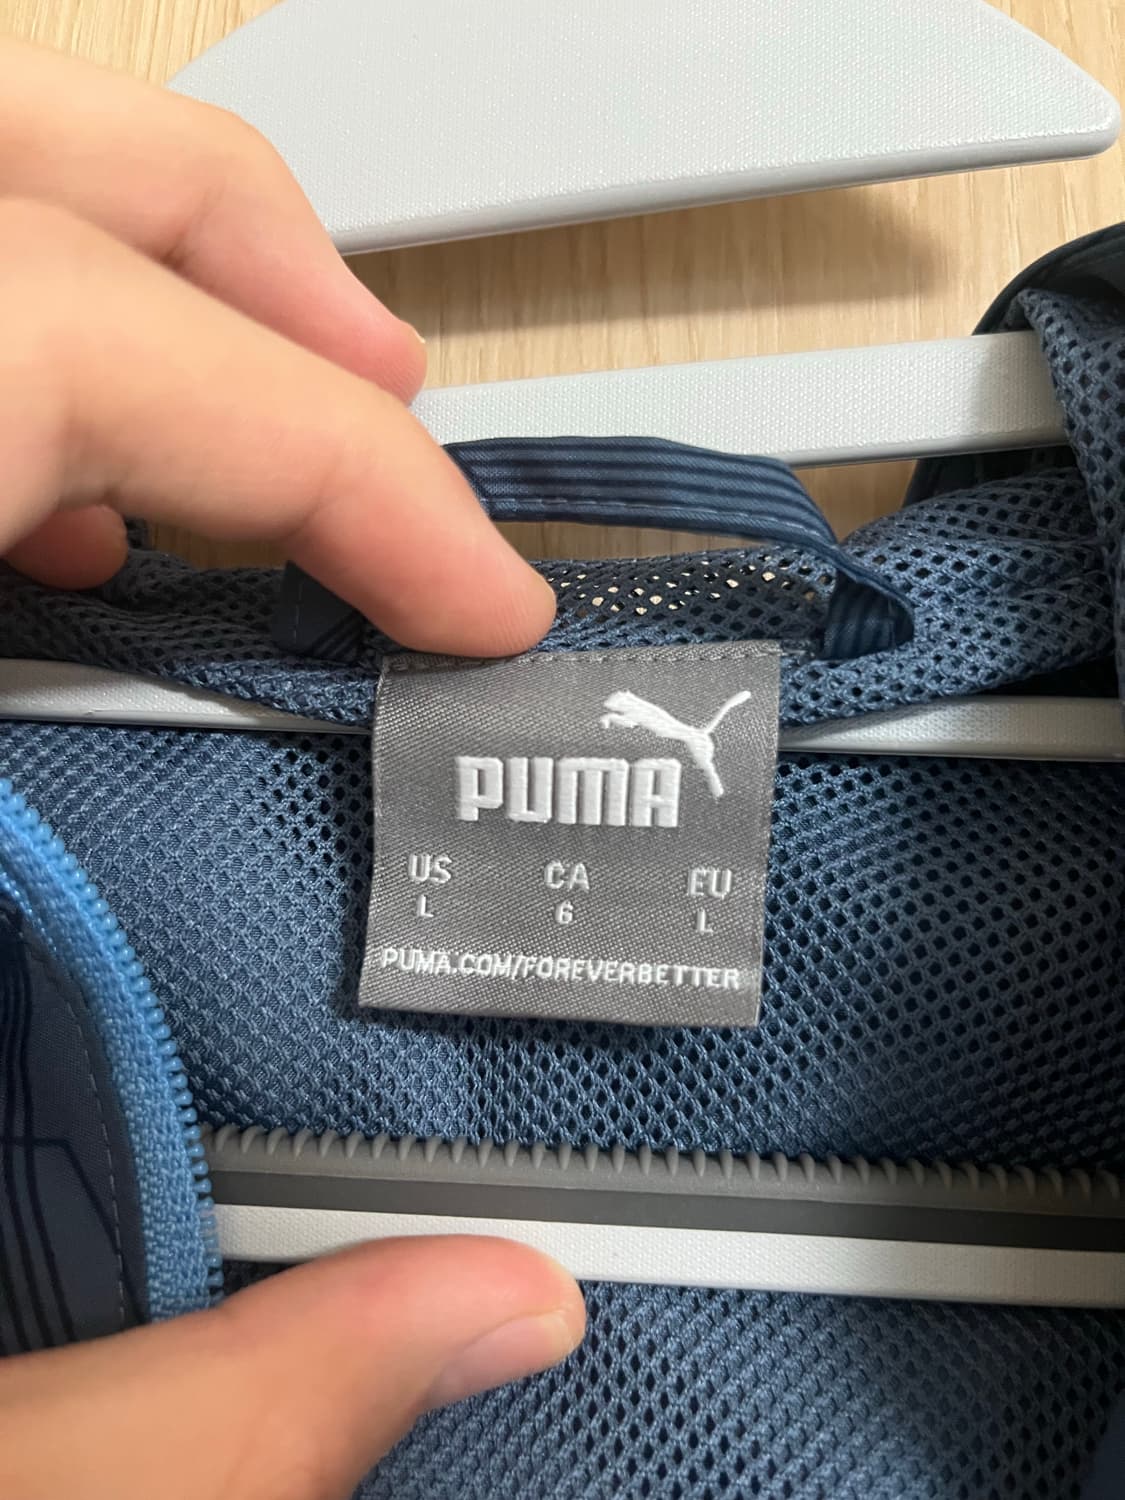 PUMA
US CA EU
L 6 L
PUMA.COM/FOREVERBETTER